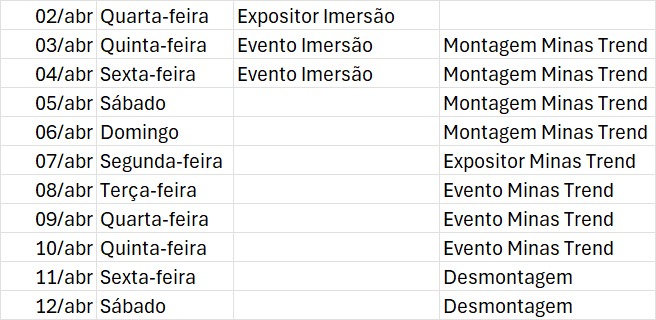 02/abr Quarta-feira Expositor Imersão
03/abr Quinta-feira Evento Imersão Montagem Minas Trend
04/abr Sexta-feira Evento Imersão Montagem Minas Trend
05/abr Sábado Montagem Minas Trend
06/abr Domingo Montagem Minas Trend
07/abr Segunda-feira Expositor Minas Trend
08/abr Terça-feira Evento Minas Trend
09/abr Quarta-feira Evento Minas Trend
10/abr Quinta-feira Evento Minas Trend
11/abr Sexta-feira Desmontagem
12/abr Sábado Desmontagem